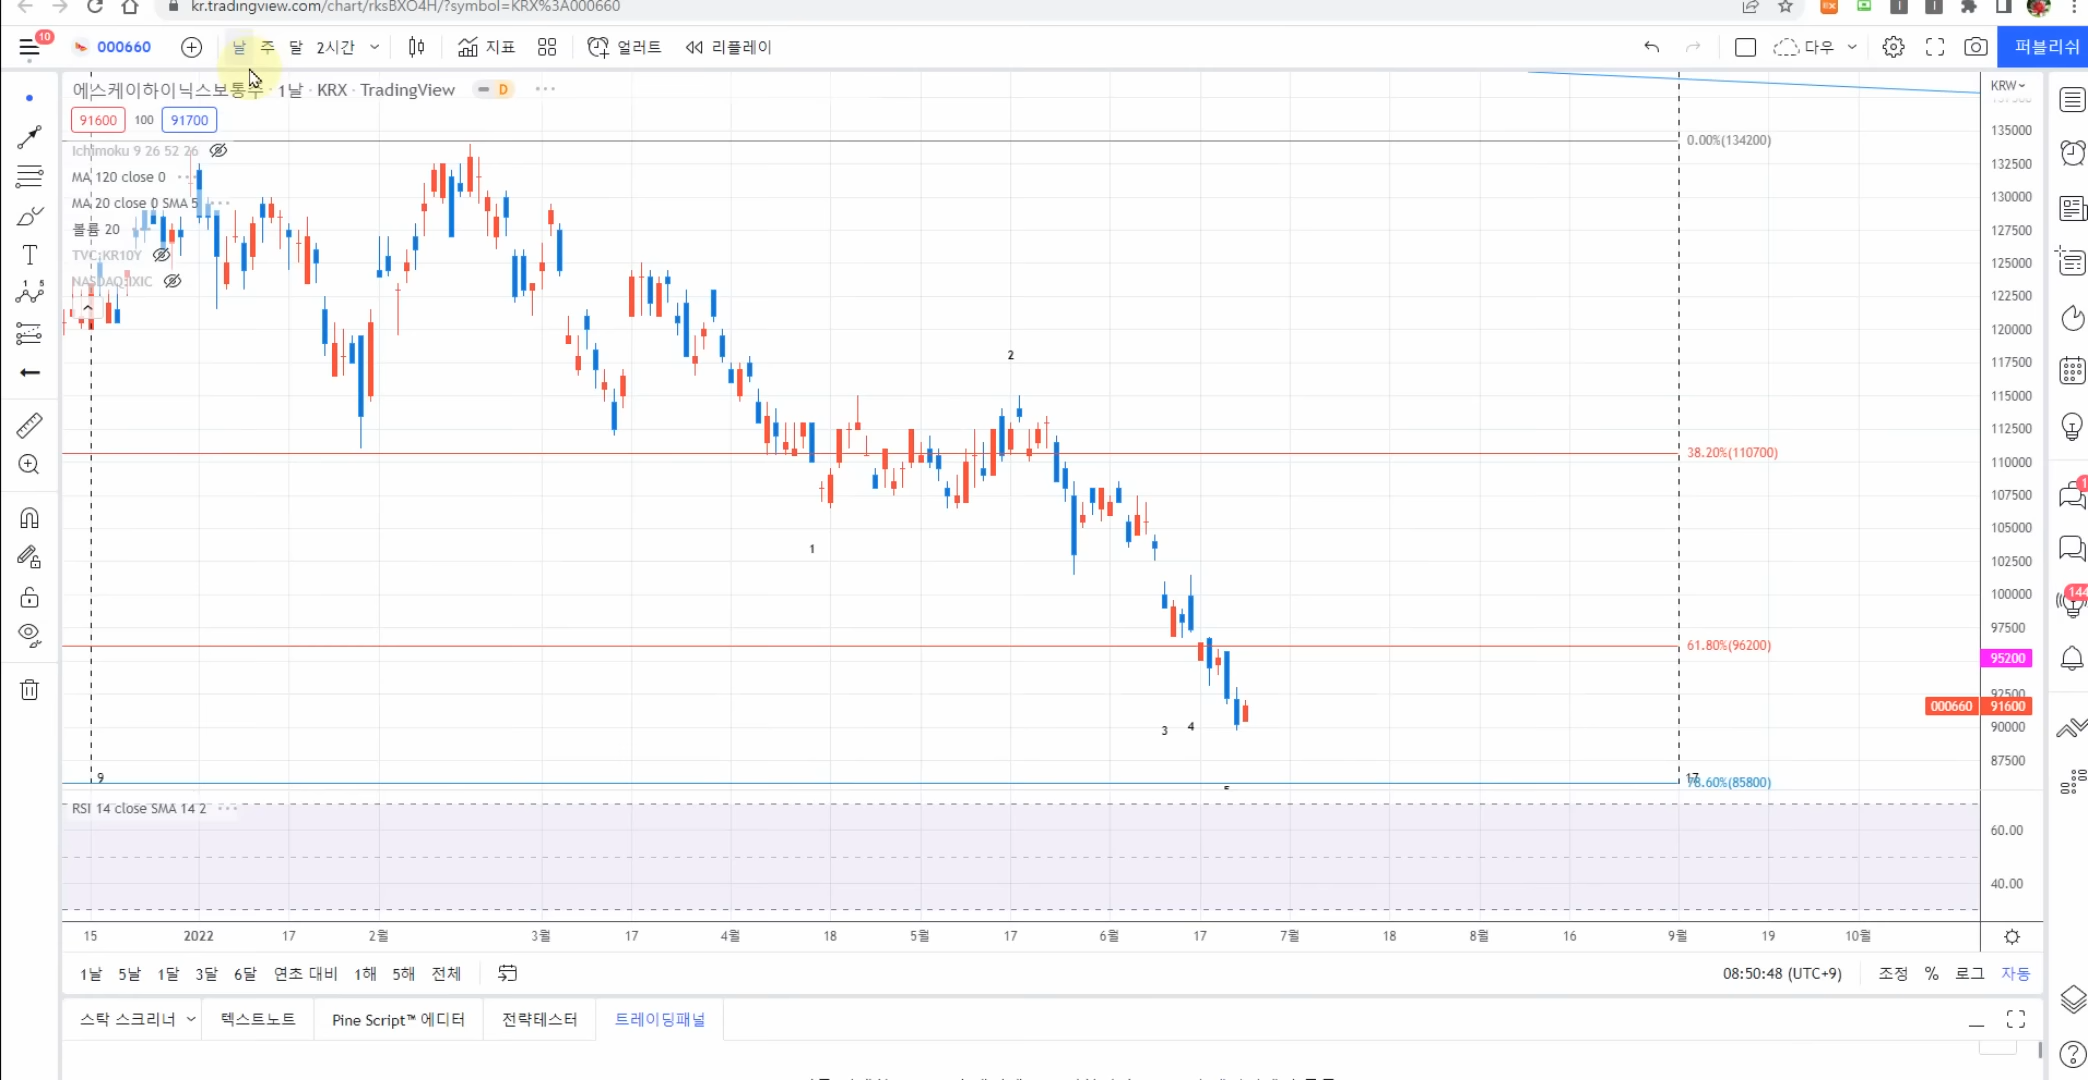 kr.tradingview.com/chart/rksBXO4H/?symbol=KRX%3A000660
10 000660 날 주 달 2시간 지표 얼러트 리플레이 다우 퍼블리쉬
에스케이하이닉스보통주 · 1날 · KRX · TradingView D
KRW
91600 100 91700
Ichimoku 9 26 52 26
MA 120 close 0
MA 20 close 0 SMA 5
볼륨 20
TVC:KR10Y
NASDAQ:IXIC
135000
132500
130000
127500
125000
122500
120000
117500
115000
112500
110000
107500
105000
102500
100000
97500
95200
92500
000660 91600
90000
87500
0.00%(134200)
38.20%(110700)
61.80%(96200)
78.60%(85800)
1
2
3
4
5
9
17
RSI 14 close SMA 14 2
60.00
40.00
15 2022 17 2월 3월 17 4월 18 5월 17 6월 17 7월 18 8월 16 9월 19 10월
1날 5날 1달 3달 6달 연초 대비 1해 5해 전체 08:50:48 (UTC+9) 조정 % 로그 자동
스탁 스크리너 텍스트노트 Pine Script™ 에디터 전략테스터 트레이딩패널
1
144